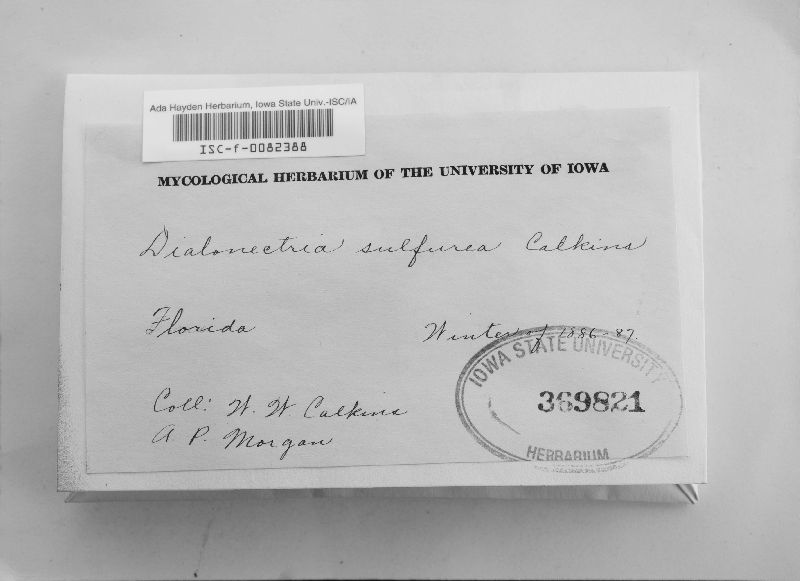 Ada Hayden Herbarium, Iowa State Univ.-ISC/IA
ISC-f-0082388
MYCOLOGICAL HERBARIUM OF THE UNIVERSITY OF IOWA
Dialonectria sulfurea Calkins
Florida Winter of 1886-87.
IOWA STATE UNIVERSITY
369821
HERBARIUM
Coll: W. W. Calkins
A. P. Morgan